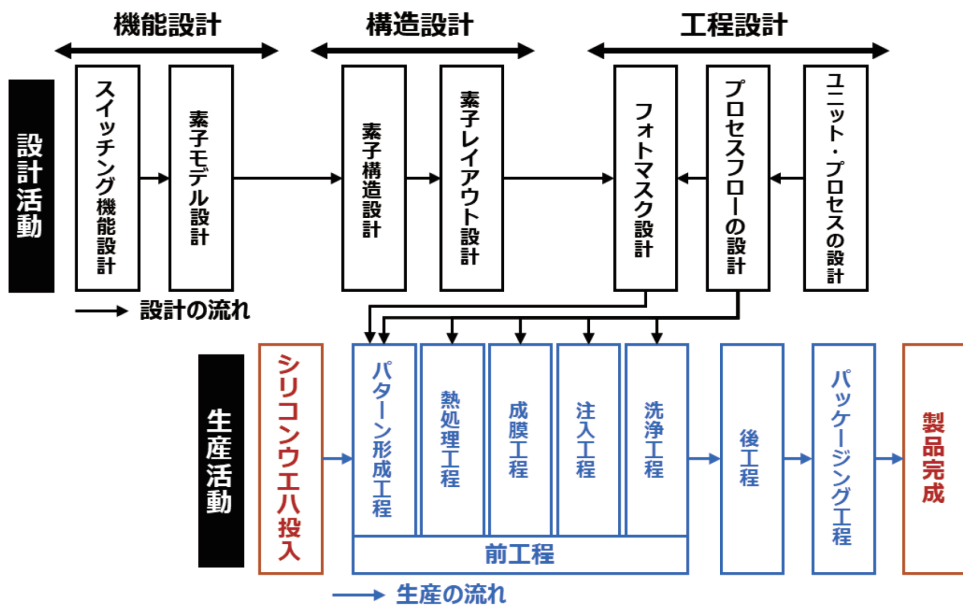 機能設計
構造設計
工程設計
設計活動
スイッチング機能設計
素子モデル設計
素子構造設計
素子レイアウト設計
フォトマスク設計
プロセスフローの設計
ユニット・プロセスの設計
設計の流れ
生産活動
シリコンウエハ投入
パターン形成工程
熱処理工程
成膜工程
注入工程
洗浄工程
前工程
後工程
パッケージング工程
製品完成
生産の流れ